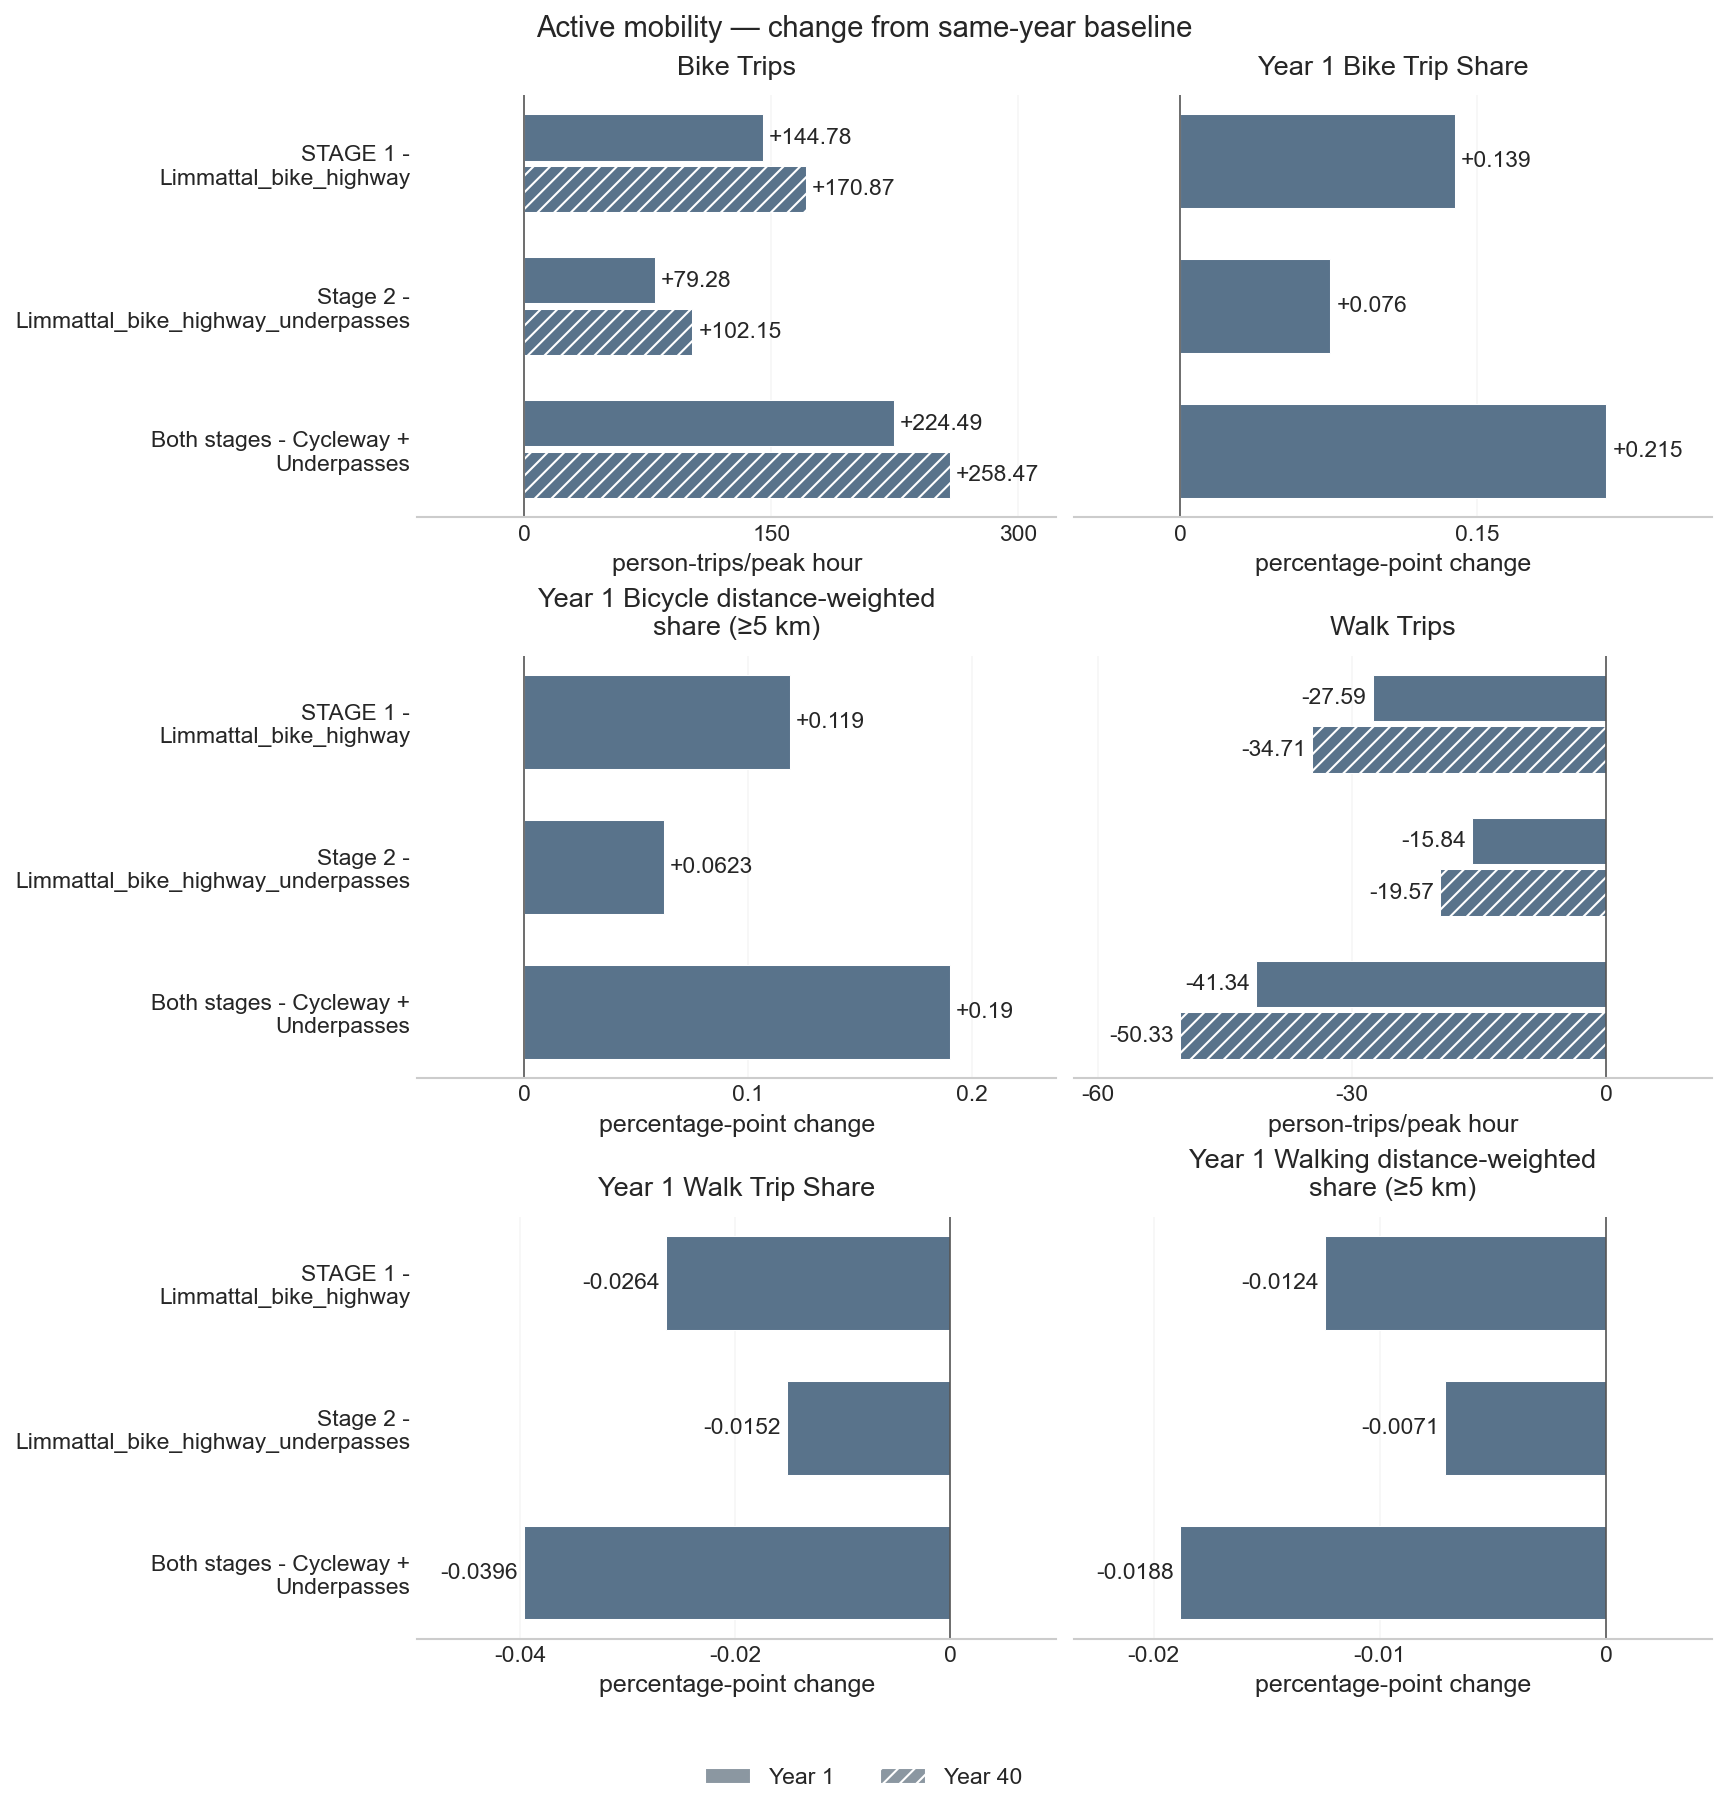 Active mobility — change from same-year baseline
Bike Trips
STAGE 1 -
Limmattal_bike_highway
+144.78
+170.87
Stage 2 -
Limmattal_bike_highway_underpasses
+79.28
+102.15
Both stages - Cycleway +
Underpasses
+224.49
+258.47
0
150
300
person-trips/peak hour
Year 1 Bike Trip Share
+0.139
+0.076
+0.215
0
0.15
percentage-point change
Year 1 Bicycle distance-weighted
share (≥5 km)
STAGE 1 -
Limmattal_bike_highway
+0.119
Stage 2 -
Limmattal_bike_highway_underpasses
+0.0623
Both stages - Cycleway +
Underpasses
+0.19
0
0.1
0.2
percentage-point change
Walk Trips
-27.59
-34.71
-15.84
-19.57
-41.34
-50.33
-60
-30
0
person-trips/peak hour
Year 1 Walk Trip Share
STAGE 1 -
Limmattal_bike_highway
-0.0264
Stage 2 -
Limmattal_bike_highway_underpasses
-0.0152
Both stages - Cycleway +
Underpasses
-0.0396
-0.04
-0.02
0
percentage-point change
Year 1 Walking distance-weighted
share (≥5 km)
-0.0124
-0.0071
-0.0188
-0.02
-0.01
0
percentage-point change
Year 1
Year 40